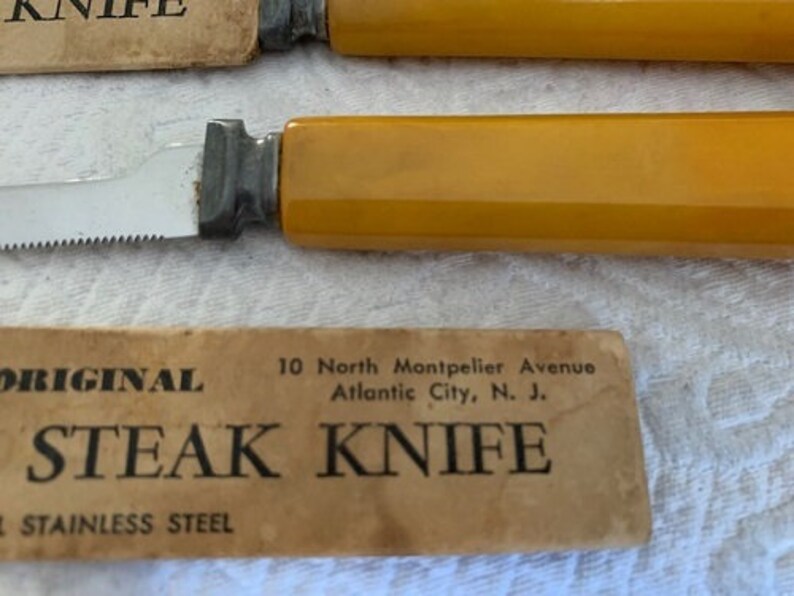 KNIFE
ORIGINAL
10 North Montpelier Avenue
Atlantic City, N. J.
STEAK KNIFE
STAINLESS STEEL